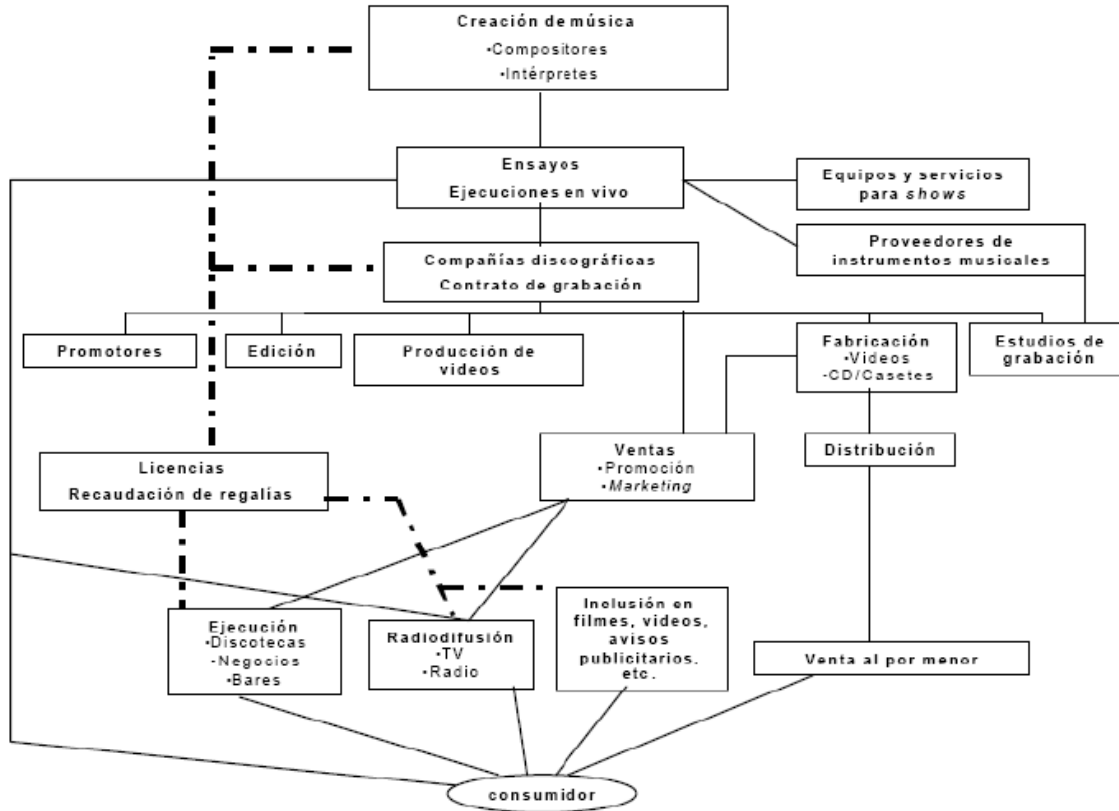 Creación de música
•Compositores
•Intérpretes
Ensayos
Ejecuciones en vivo
Equipos y servicios
para shows
Proveedores de
instrumentos musicales
Compañías discográficas
Contrato de grabación
Promotores
Edición
Producción de
videos
Fabricación
•Videos
-CD/Casetes
Estudios de
grabación
Ventas
•Promoción
•Marketing
Distribución
Licencias
Recaudación de regalías
Ejecución
•Discotecas
-Negocios
•Bares
Radiodifusión
•TV
•Radio
Inclusión en
filmes, videos,
avisos
publicitarios.
etc.
Venta al por menor
consumidor